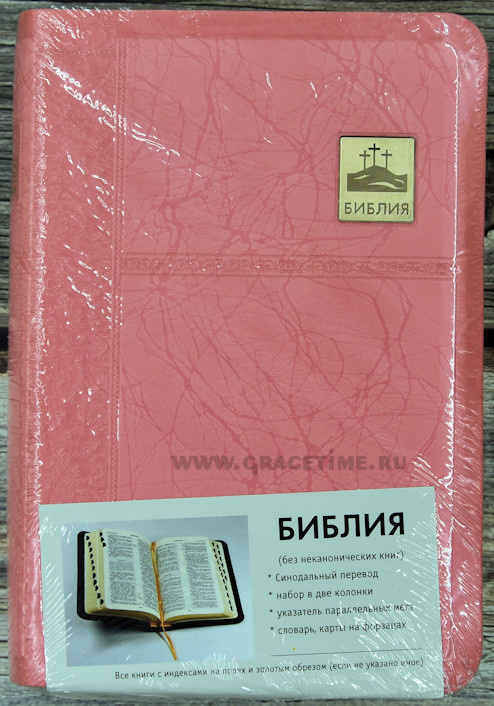 БИБЛИЯ
WWW.GRACETIME.RU
БИБЛИЯ
(без неканонических книг)
* Синодальный перевод
* набор в две колонки
* указатель параллельных мест
* словарь, карты на форзацах
Все книги с индексами на полях и золотым обрезом (если не указано иное)